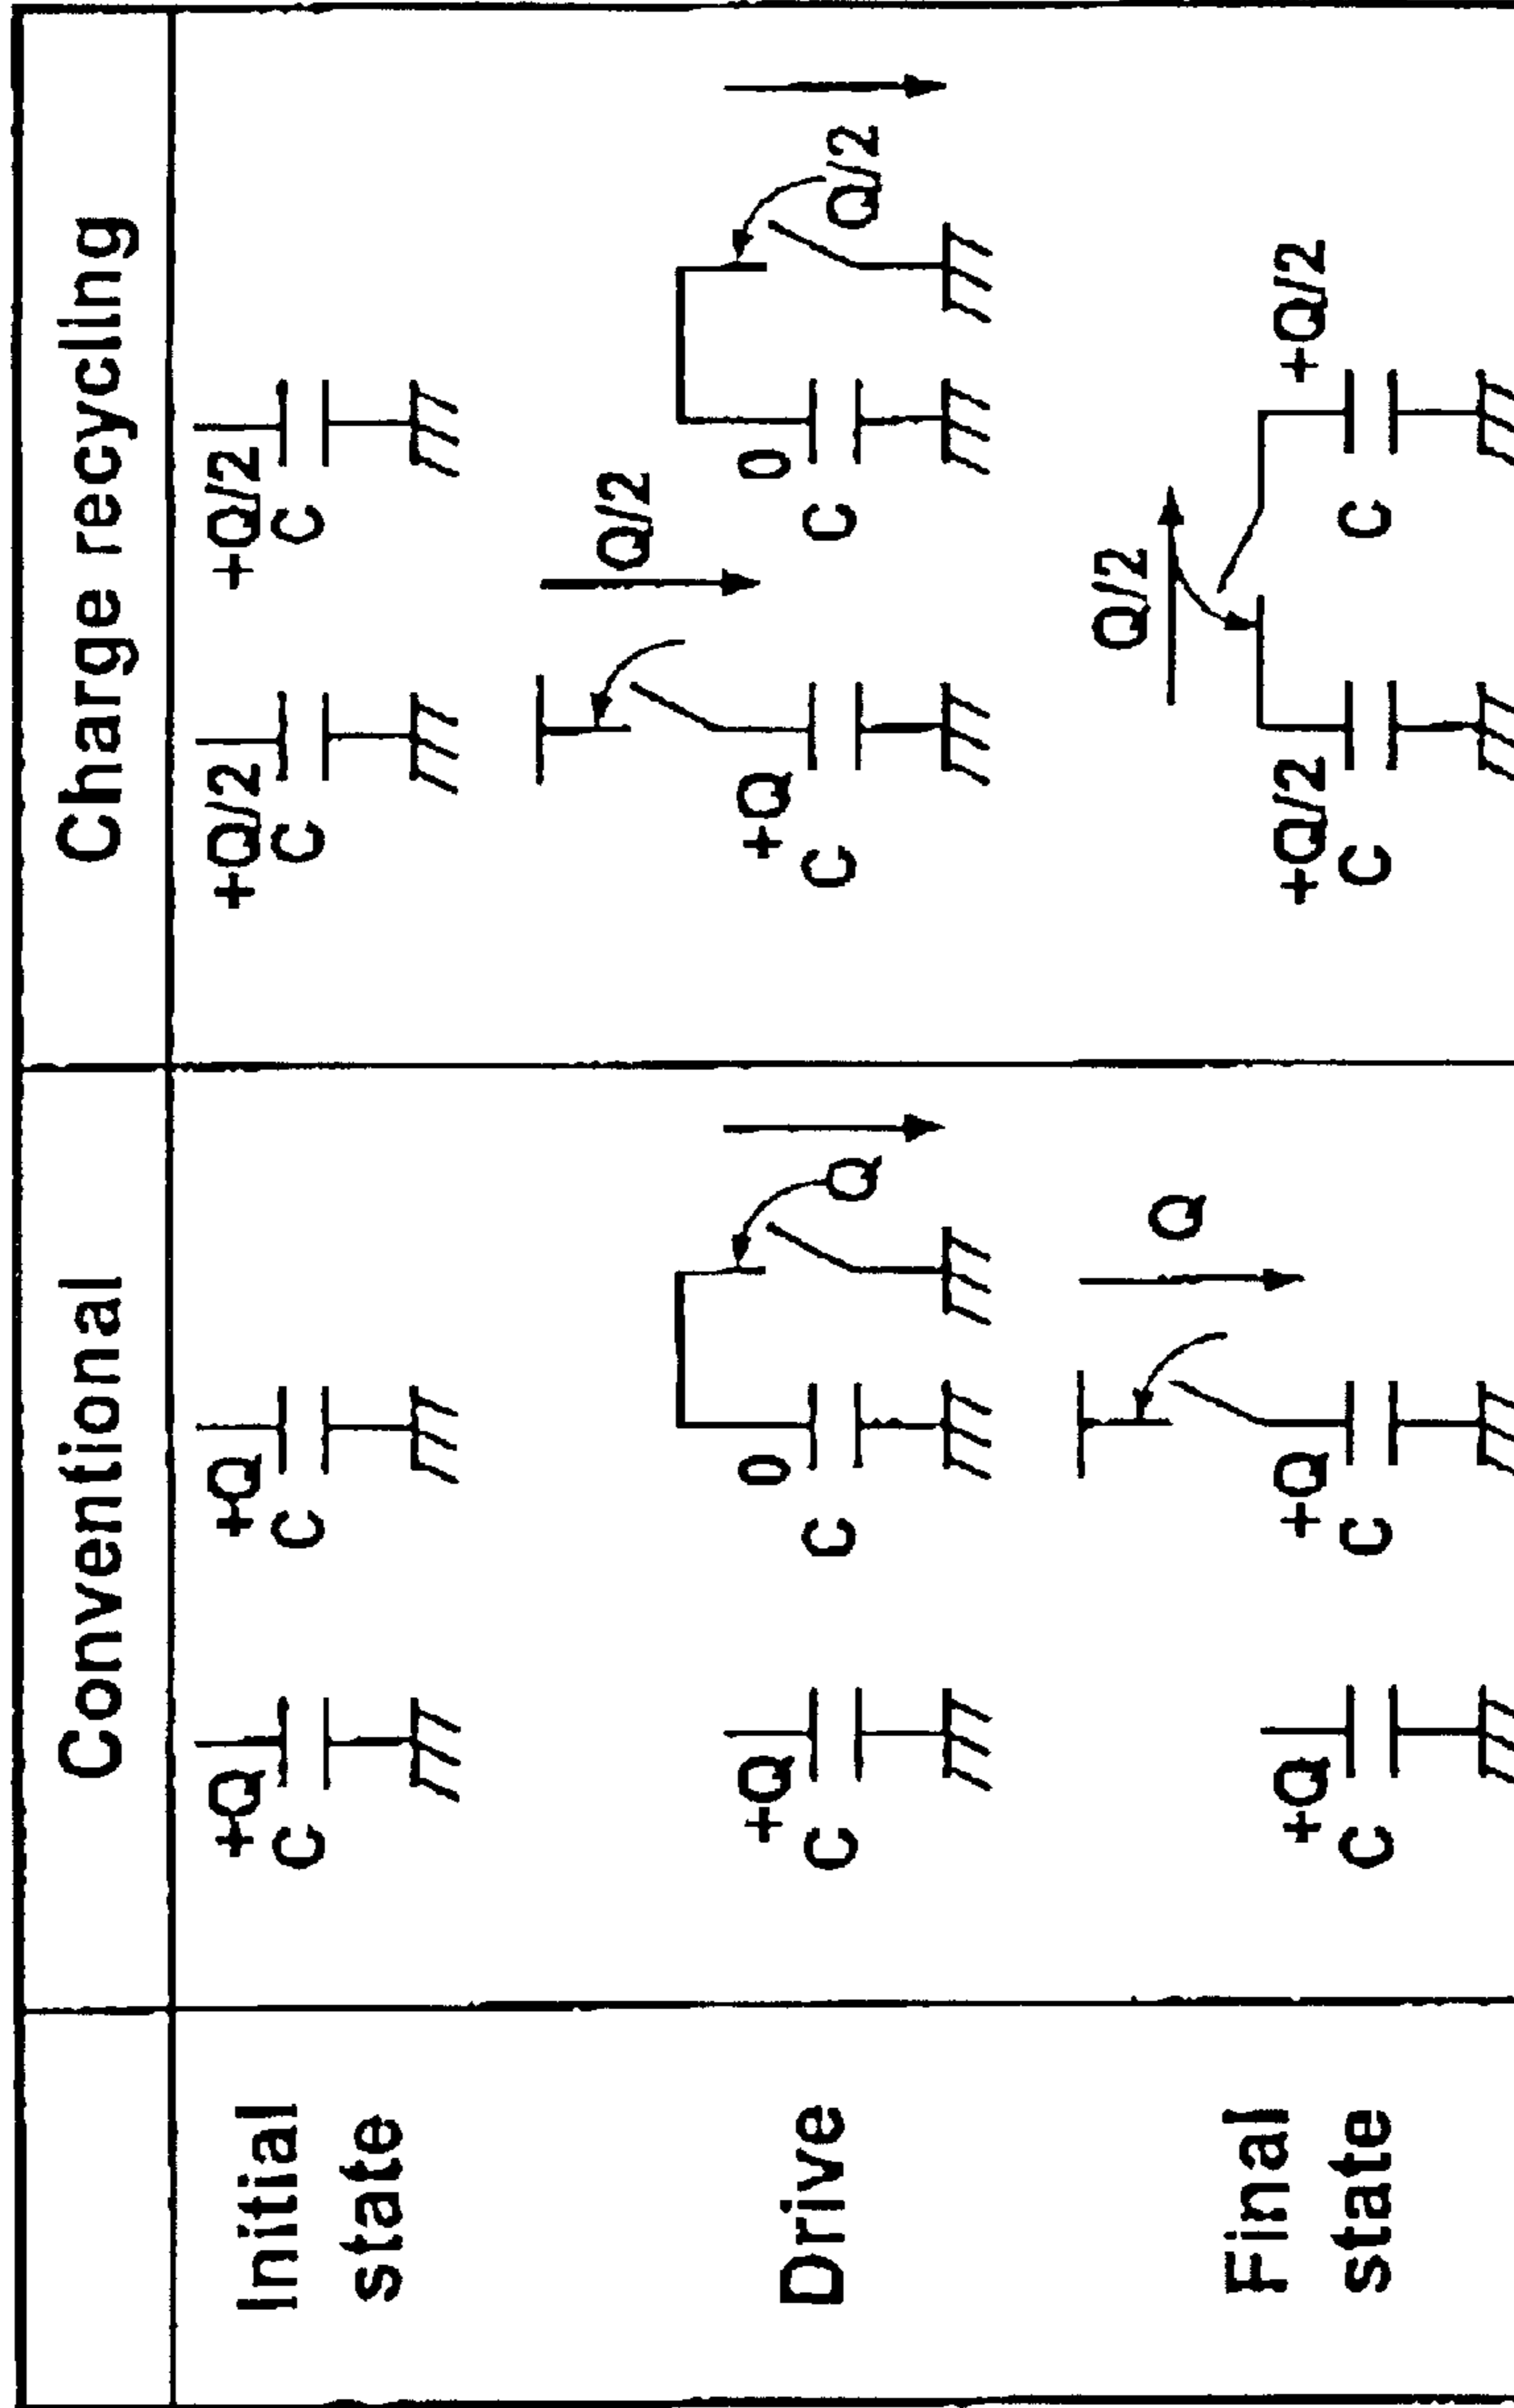 Conventional
Charge recycling
Initial
state
+Q
C
+Q
C
+Q/2
C
+Q/2
C
Drive
+Q
C
0
C
Q
Q/2
+Q
C
0
C
Q/2
Final
state
+Q
C
+Q
C
Q
Q/2
+Q/2
C
+Q/2
C